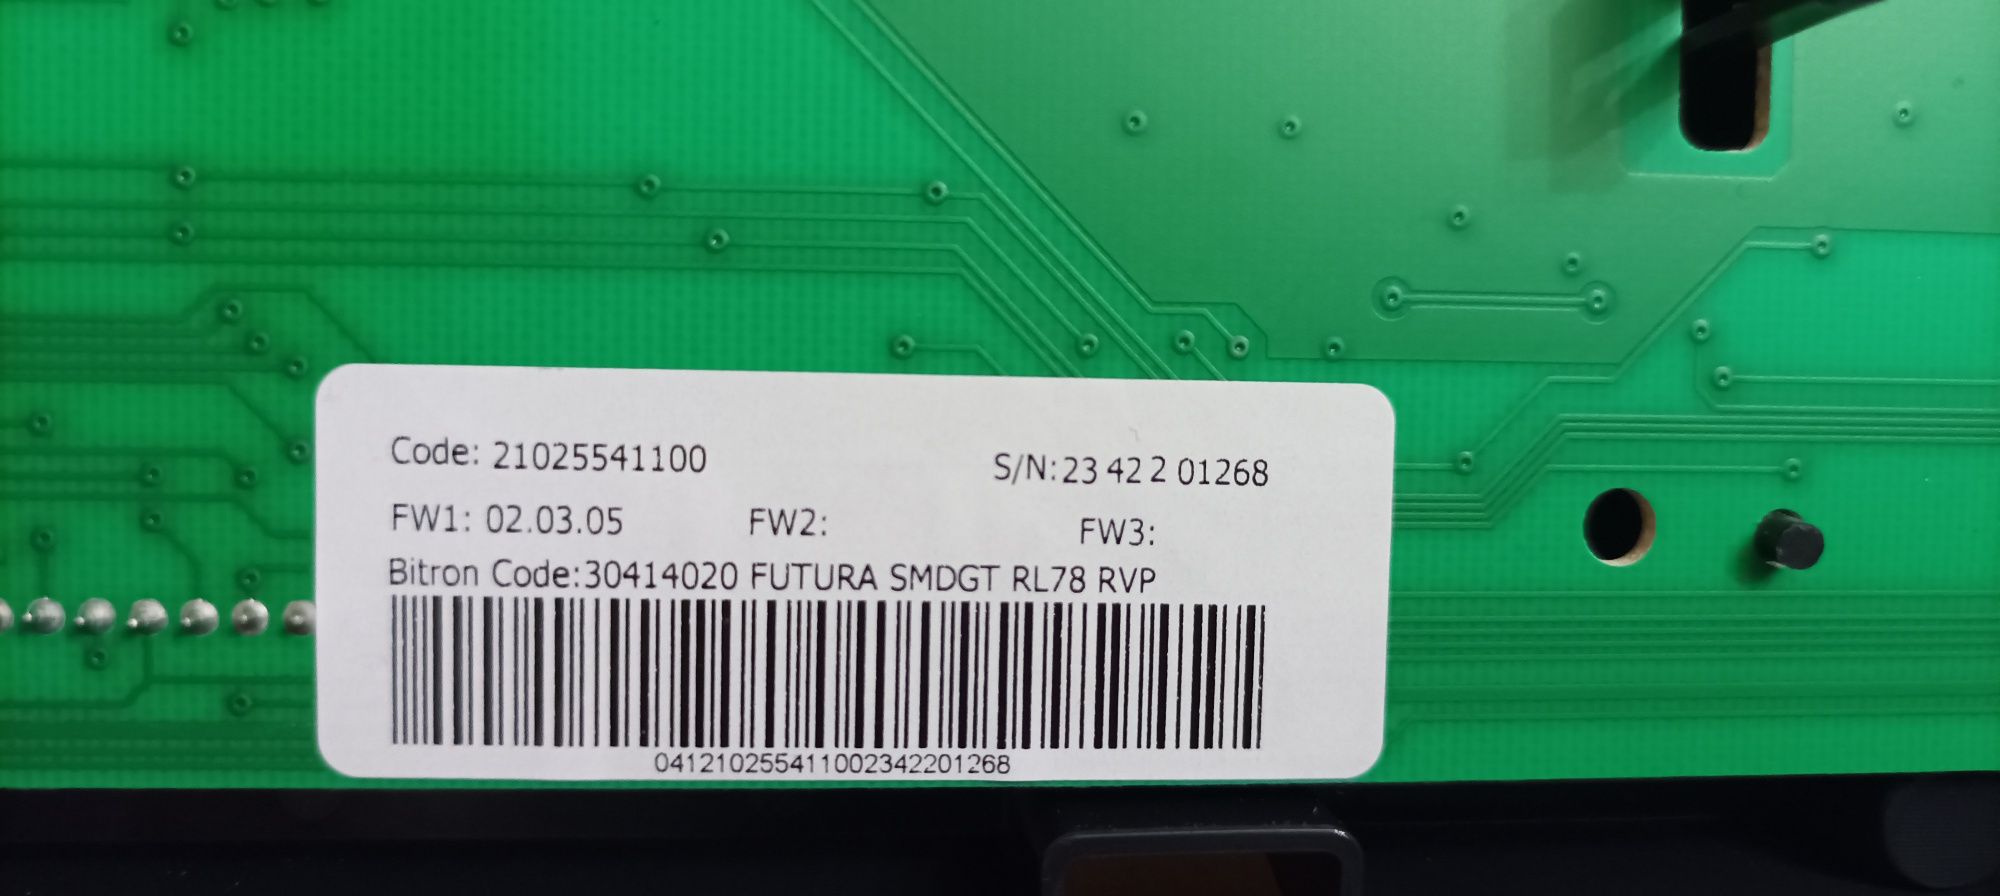 Code: 21025541100 S/N:23 42 2 01268
FW1: 02.03.05 FW2: FW3:
Bitron Code:30414020 FUTURA SMDGT RL78 RVP
041210255411002342201268